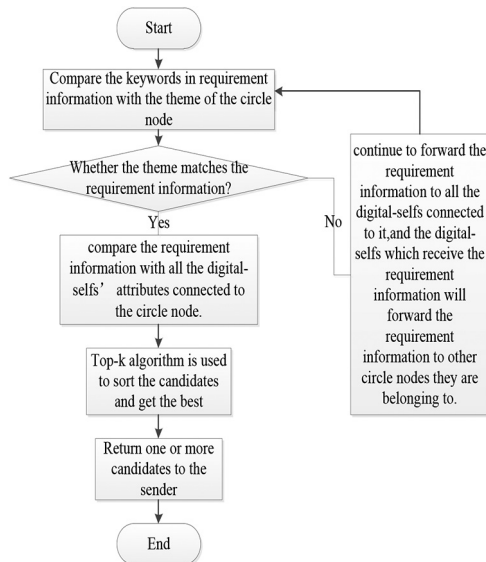 Start
Compare the keywords in requirement
information with the theme of the circle
node
Whether the theme matches the
requirement information?
Yes
No
compare the requirement
information with all the digital-
selfs’ attributes connected to
the circle node.
Top-k algorithm is used
to sort the candidates
and get the best
Return one or more
candidates to the
sender
End
continue to forward the
requirement
information to all the
digital-selfs connected
to it,and the digital-
selfs which receive the
requirement
information will
forward the
requirement
information to other
circle nodes they are
belonging to.